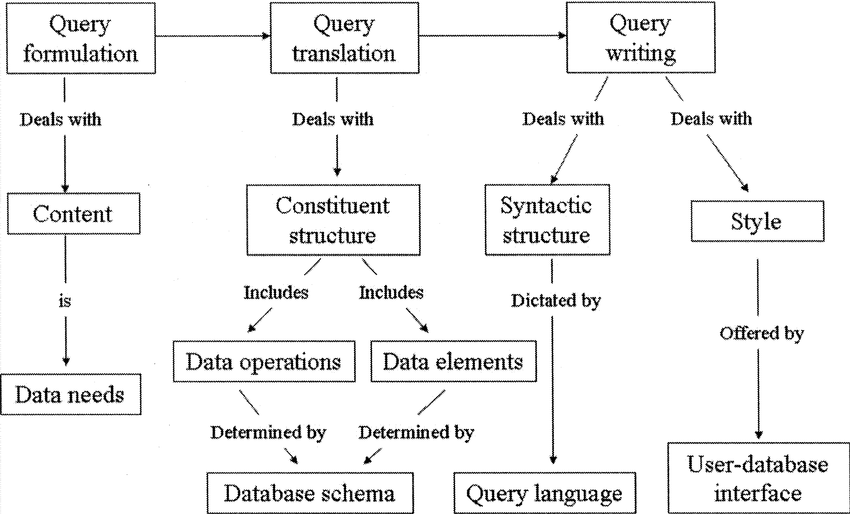 Query
formulation
Query
translation
Query
writing
Deals with
Deals with
Deals with
Deals with
Content
Constituent
structure
Syntactic
structure
Style
is
Includes
Includes
Dictated by
Offered by
Data operations
Data elements
Data needs
Determined by
Determined by
Database schema
Query language
User-database
interface